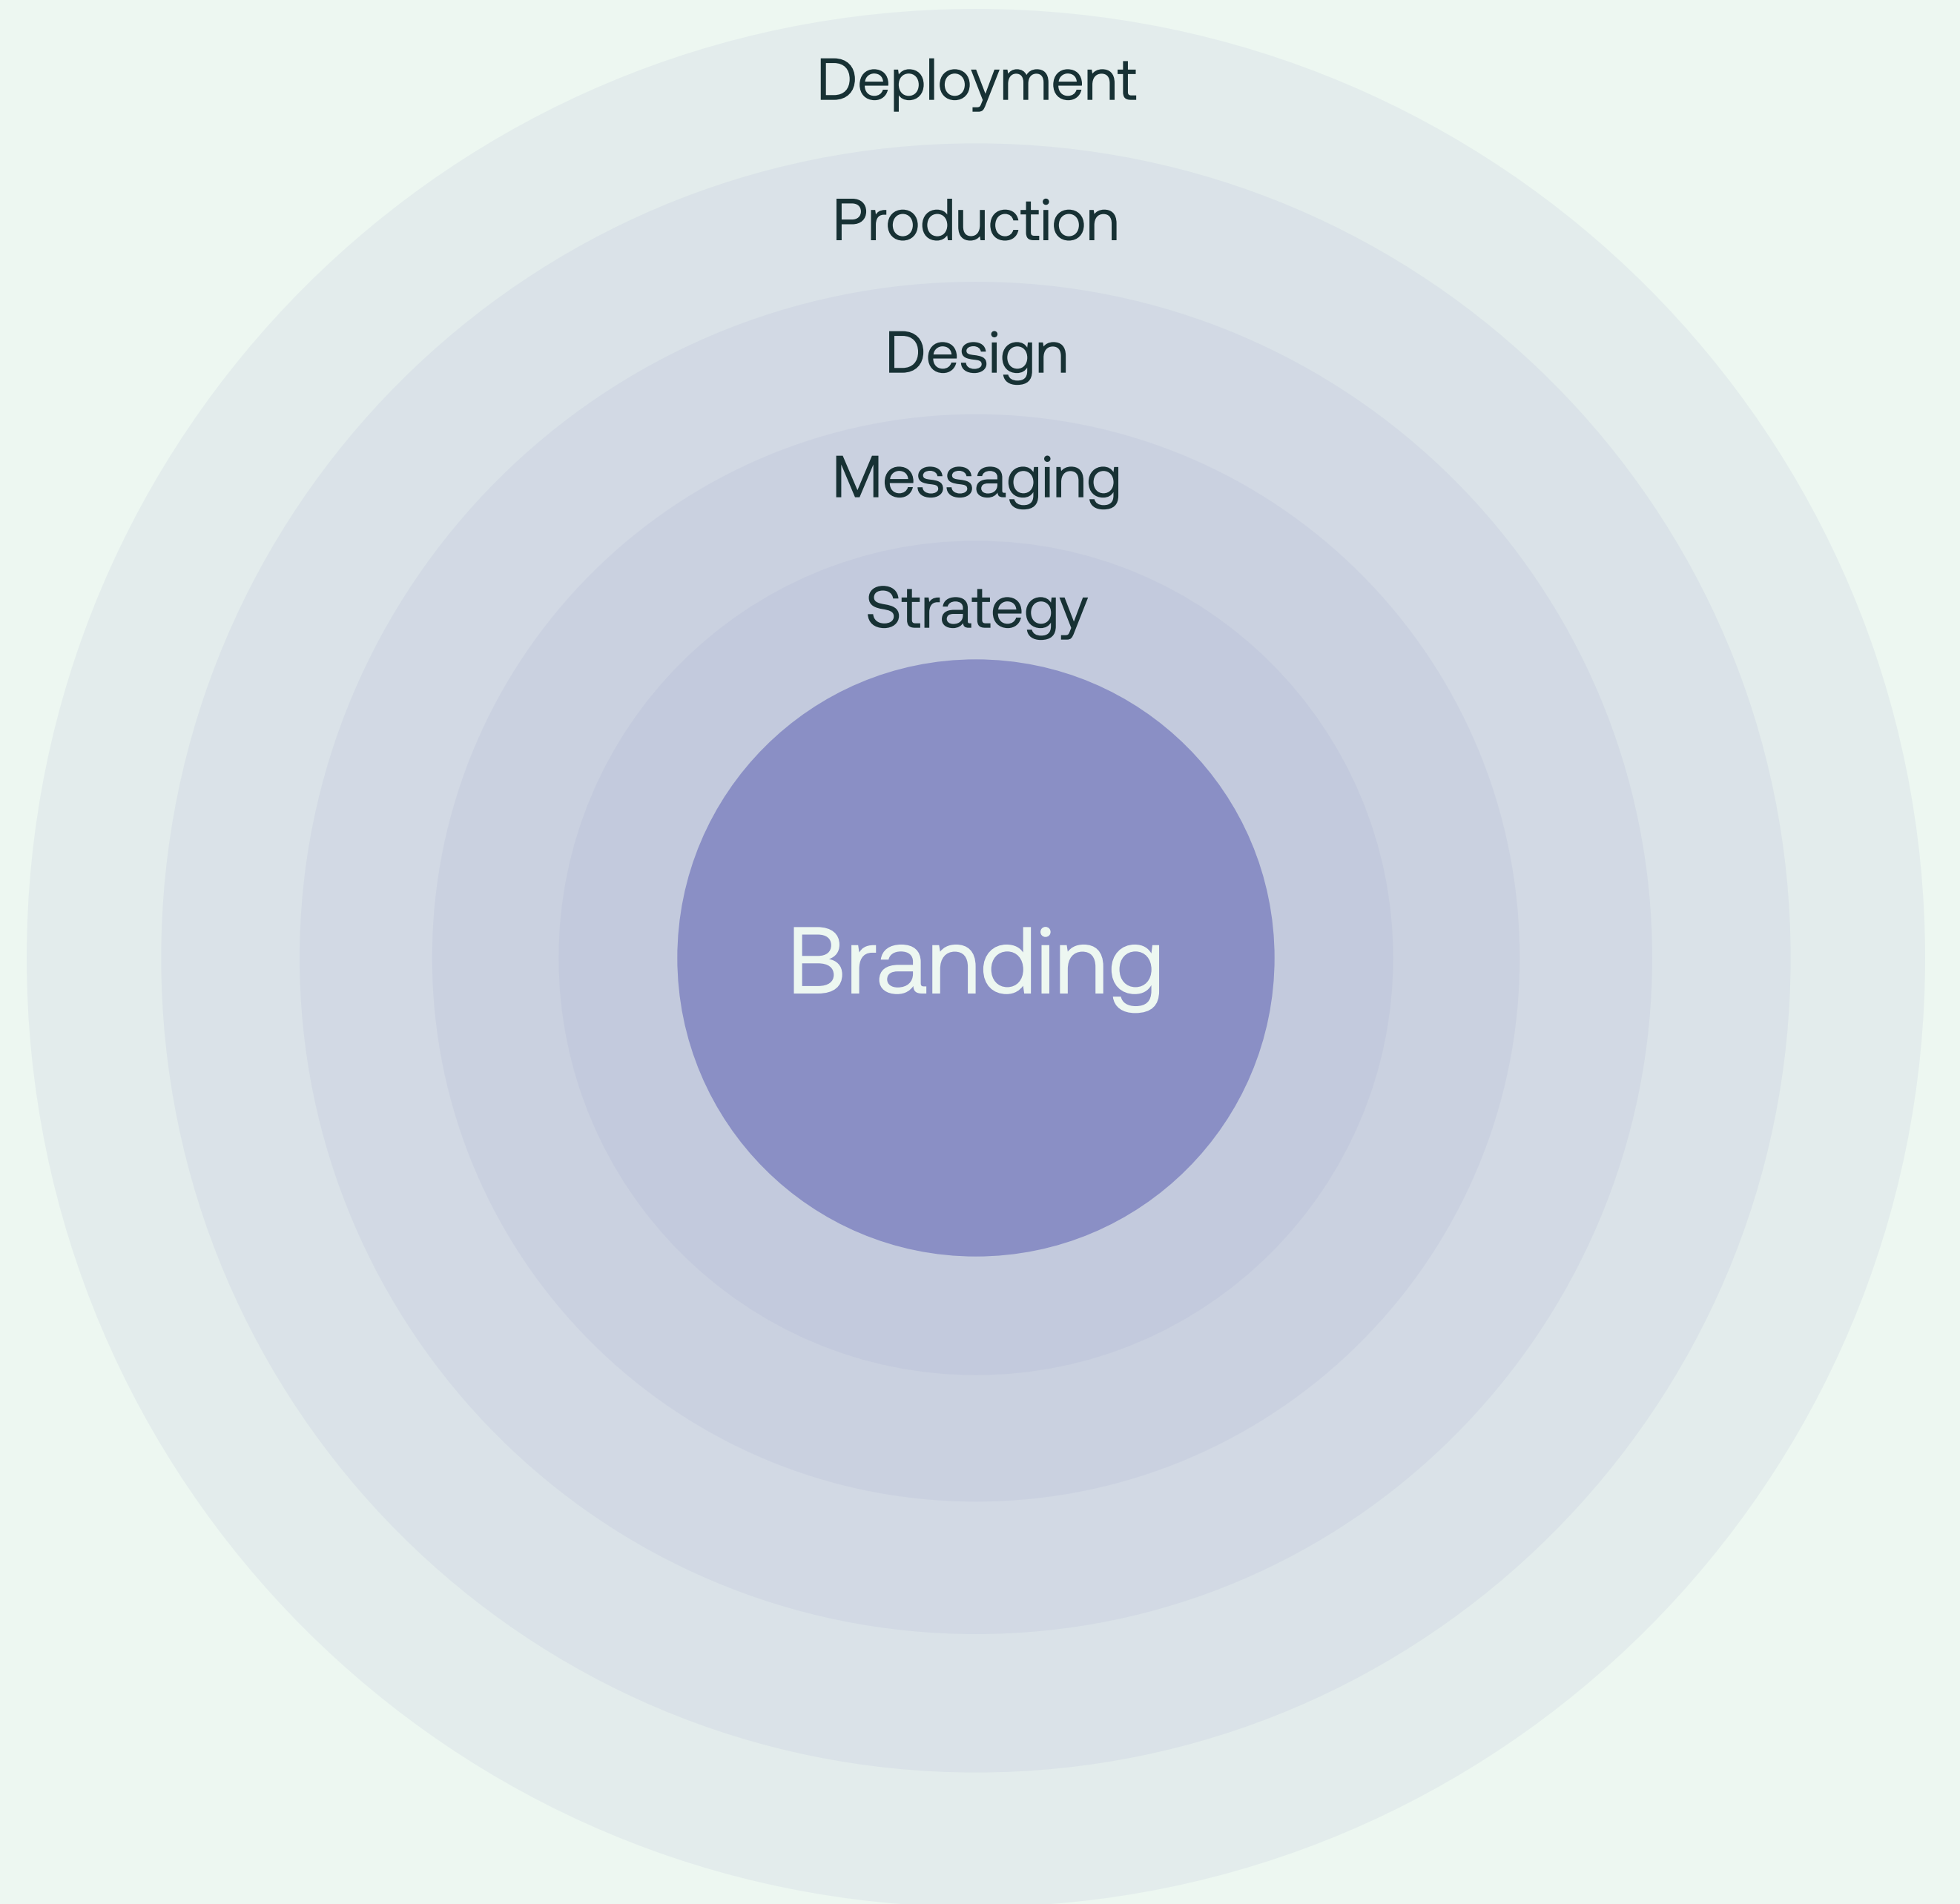 Deployment
Production
Design
Messaging
Strategy
Branding